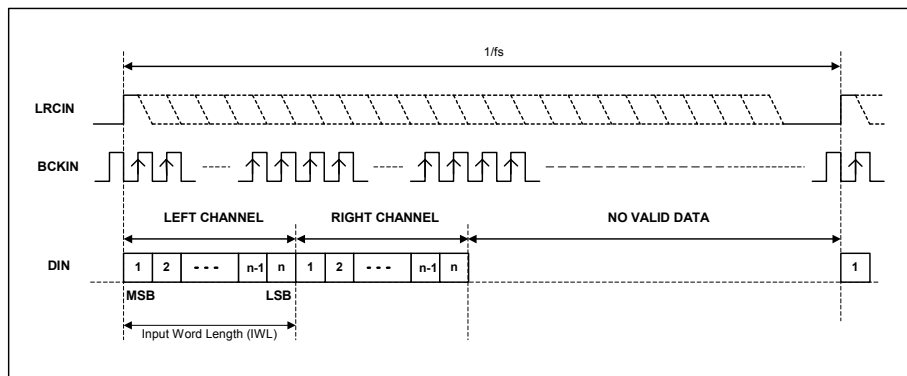 1/fs
LRCIN
BCKIN
LEFT CHANNEL RIGHT CHANNEL NO VALID DATA
DIN 1 2 --- n-1 n 1 2 --- n-1 n 1
MSB LSB
Input Word Length (IWL)